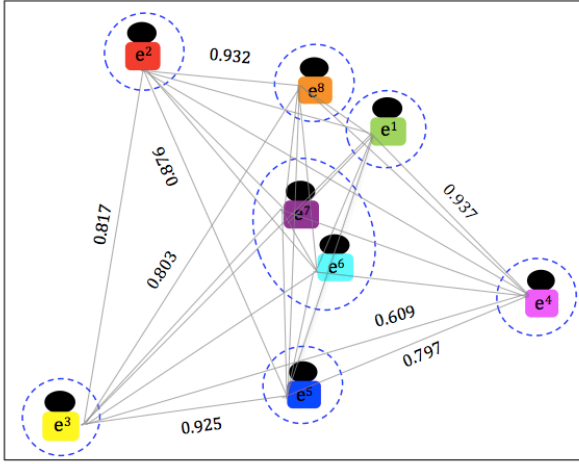 e²
0.932
e⁸
e¹
0.876
0.937
e⁷
0.817
e⁶
0.803
e⁴
0.609
0.797
e⁵
e³
0.925